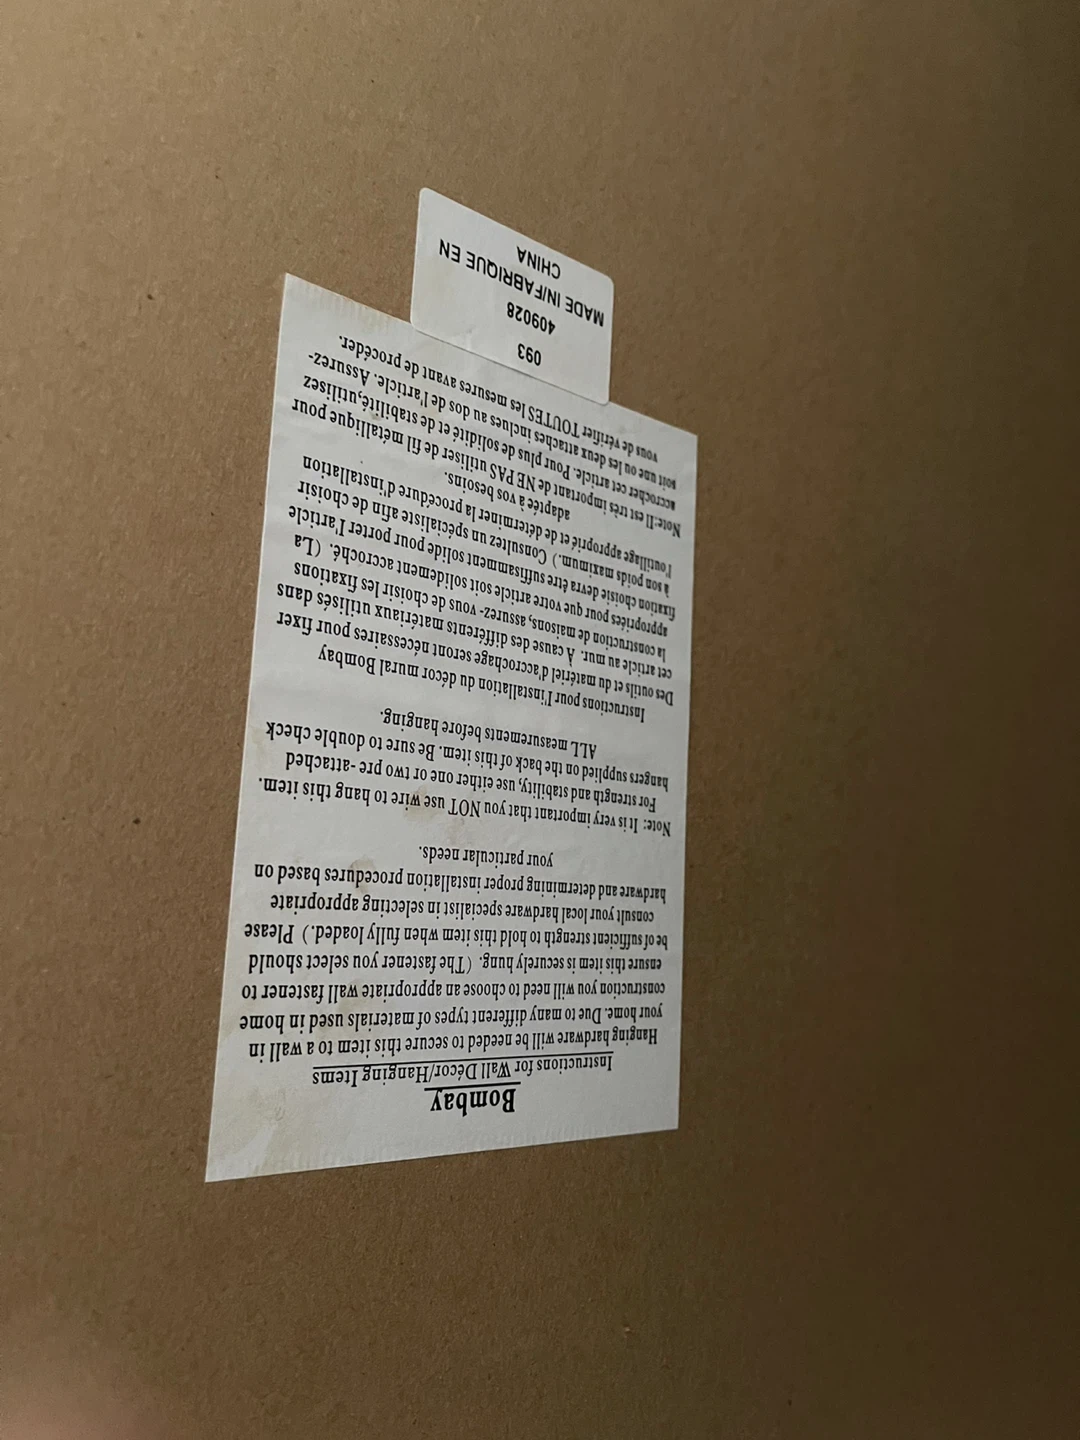 Bombay
Instructions for Wall Décor/Hanging Items
Hanging hardware will be needed to secure this item to a wall in
your home. Due to many different types of materials used in home
construction you will need to choose an appropriate wall fastener to
ensure this item is securely hung. (The fastener you select should
be of sufficient strength to hold this item when fully loaded.) Please
consult your local hardware specialist in selecting appropriate
hardware and determining proper installation procedures based on
your particular needs.
Note: It is very important that you NOT use wire to hang this item.
For strength and stability, use either one or two pre-attached
hangers supplied on the back of this item. Be sure to double check
ALL measurements before hanging.
Instructions pour l'installation du décor mural Bombay
Des outils et du matériel d'accrochage seront nécessaires pour fixer
cet article au mur. À cause des différents matériaux utilisés dans
la construction de maisons, assurez-vous de choisir les fixations
appropriées pour que votre article soit solidement accroché. (La
fixation choisie devra être suffisamment solide pour porter l'article
à son poids maximum.) Consultez un spécialiste afin de choisir
l'outillage approprié et de déterminer la procédure d'installation
adaptée à vos besoins.
Note:Il est très important de NE PAS utiliser de fil métallique pour
accrocher cet article. Pour plus de solidité et de stabilité,utilisez
soit une ou les deux attaches inclues au dos de l'article. Assurez-
vous de vérifier TOUTES les mesures avant de procéder.
093
409028
MADE IN/FABRIQUE EN
CHINA